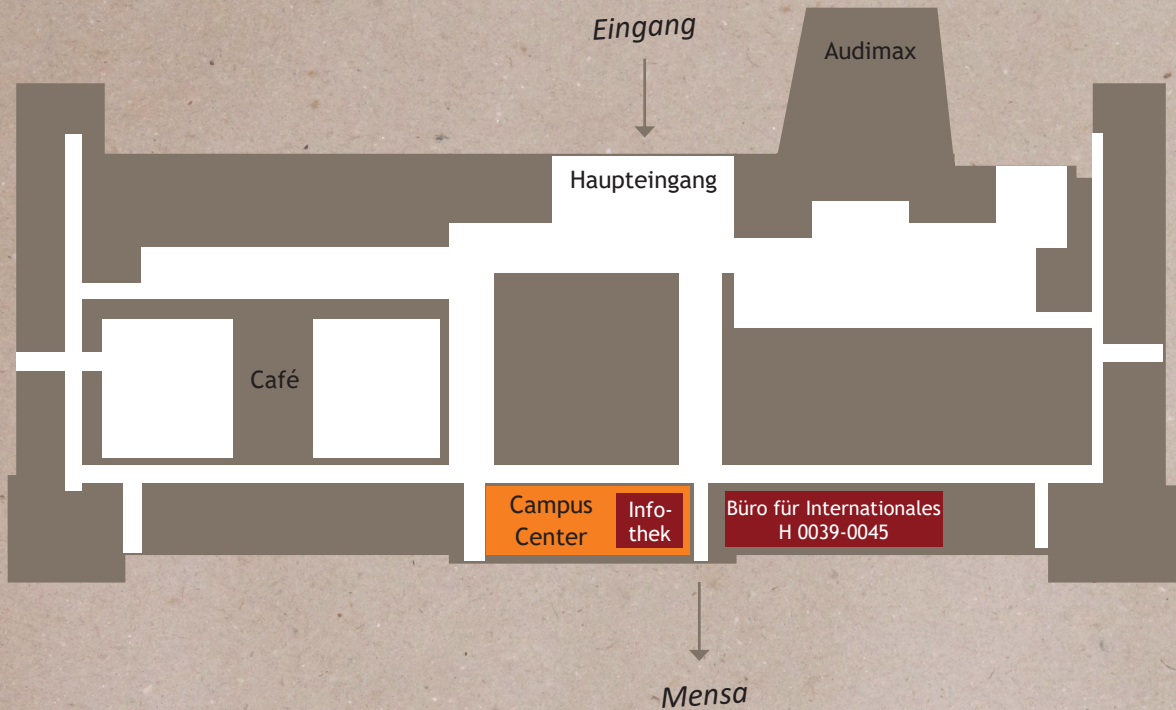 Eingang
Audimax
Haupteingang
Café
Campus
Center
Info-
thek
Büro für Internationales
H 0039-0045
Mensa